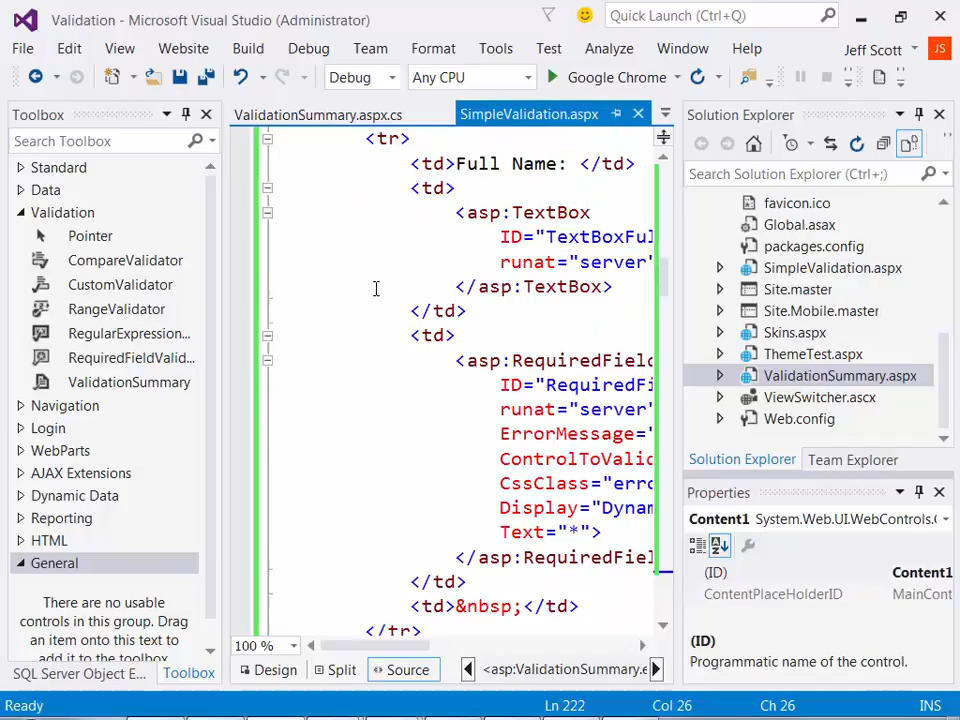 Validation - Microsoft Visual Studio (Administrator)
Quick Launch (Ctrl+Q)
File Edit View Website Build Debug Team Format Tools Test Analyze Window Help
Jeff Scott JS
Debug Any CPU Google Chrome
Toolbox
Search Toolbox
Standard
Data
Validation
Pointer
CompareValidator
CustomValidator
RangeValidator
RegularExpression...
RequiredFieldValid...
ValidationSummary
Navigation
Login
WebParts
AJAX Extensions
Dynamic Data
Reporting
HTML
General
There are no usable
controls in this group. Drag
an item onto this text to
add it to the toolbox.
SQL Server Object E... Toolbox
ValidationSummary.aspx.cs SimpleValidation.aspx
<tr>
<td>Full Name: </td>
<td>
<asp:TextBox
ID="TextBoxFul
runat="server"
</asp:TextBox>
</td>
<td>
<asp:RequiredField
ID="RequiredFi
runat="server"
ErrorMessage="
ControlToValid
CssClass="erro
Display="Dynam
Text="*">
</asp:RequiredFiel
</td>
<td>&nbsp;</td>
</tr>
100 %
Design Split Source <asp:ValidationSummary.e
Solution Explorer
Search Solution Explorer (Ctrl+;)
favicon.ico
Global.asax
packages.config
SimpleValidation.aspx
Site.master
Site.Mobile.master
Skins.aspx
ThemeTest.aspx
ValidationSummary.aspx
ViewSwitcher.ascx
Web.config
Solution Explorer Team Explorer
Properties
Content1 System.Web.UI.WebControls.C
(ID) Content1
ContentPlaceHolderID MainCont
(ID)
Programmatic name of the control.
Ready Ln 222 Col 26 Ch 26 INS